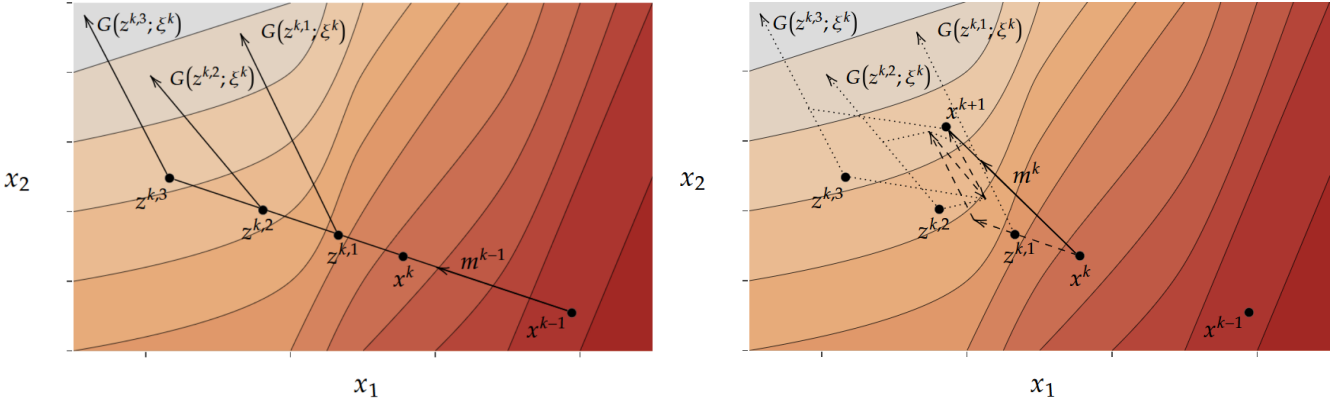 G(z^{k,3}; ξ^k)
G(z^{k,1}; ξ^k)
G(z^{k,2}; ξ^k)
x_2
z^{k,3}
z^{k,2}
z^{k,1}
x^k
m^{k−1}
x^{k−1}
x_1
G(z^{k,3}; ξ^k)
G(z^{k,1}; ξ^k)
G(z^{k,2}; ξ^k)
x^{k+1}
x_2
m^k
z^{k,3}
z^{k,2}
z^{k,1}
x^k
x^{k−1}
x_1